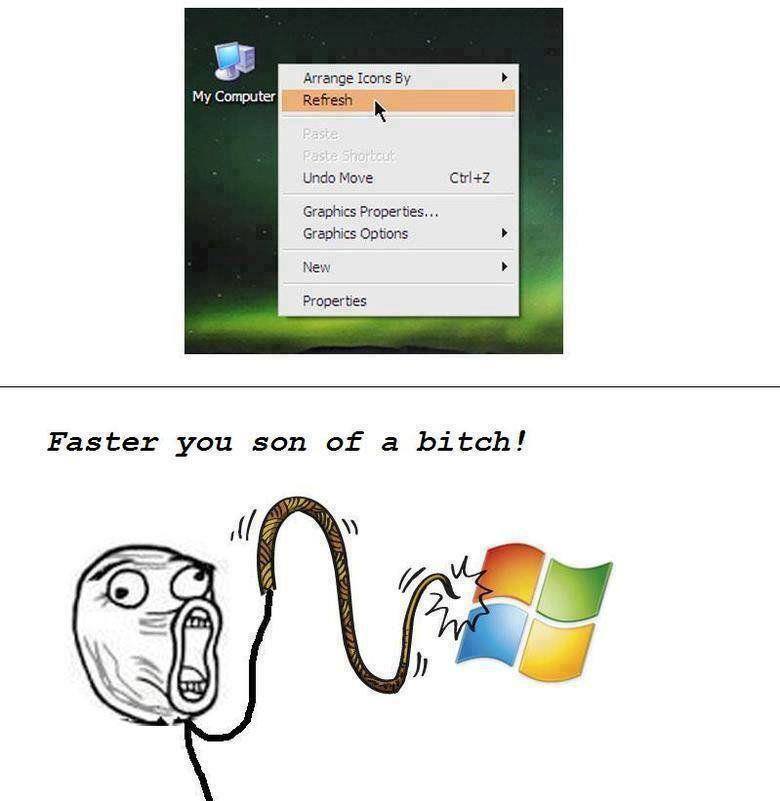 My Computer
Arrange Icons By
Refresh
Paste
Paste Shortcut
Undo Move Ctrl+Z
Graphics Properties...
Graphics Options
New
Properties
Faster you son of a bitch!